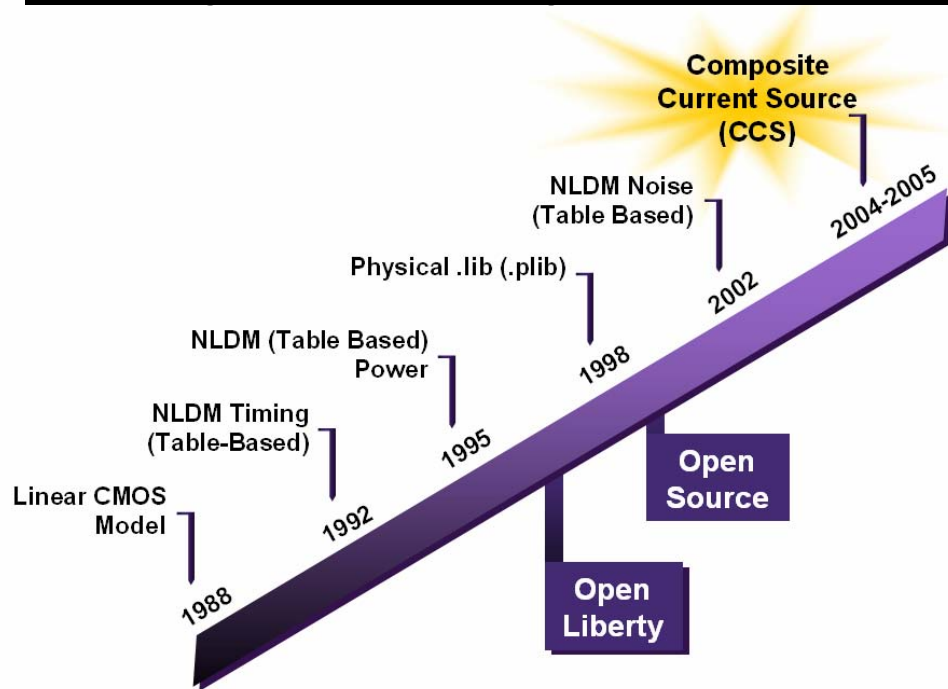 Composite
Current Source
(CCS)
2004-2005
NLDM Noise
(Table Based)
2002
Physical .lib (.plib)
1998
NLDM (Table Based)
Power
1995
NLDM Timing
(Table-Based)
1992
Linear CMOS
Model
1988
Open
Source
Open
Liberty